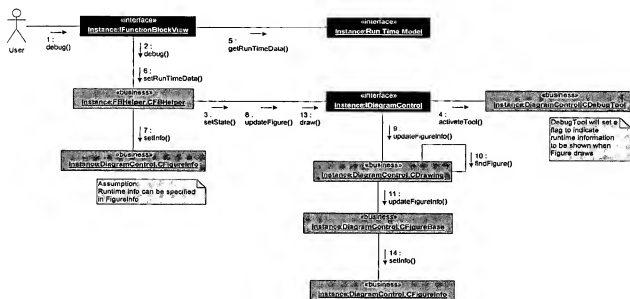 «interface»
Instance:IFunctionBlockView
«interface»
Instance:Run Time Model
User
1 :
debug()
5 :
getRunTimeData()
2 :
debug()
6 :
setRunTimeData()
«business»
Instance:FBHelper.CFBHelper
3 :
setState()
8 :
updateFigure()
13 :
draw()
«interface»
Instance:IDiagramControl
4 :
activateTool()
«business»
Instance:DiagramControl.CDebugTool
7 :
setInfo()
9 :
updateFigureInfo()
DebugTool will set a
flag to indicate
runtime information
to be shown when
Figure draws
«business»
Instance:DiagramControl.CFigureInfo
10 :
findFigure()
«business»
Instance:DiagramControl.CDrawing
Assumption:
Runtime info can be specified
in FigureInfo
11 :
updateFigureInfo()
«business»
Instance:DiagramControl.CFigureBase
14 :
setInfo()
«business»
Instance:DiagramControl.CFigureInfo